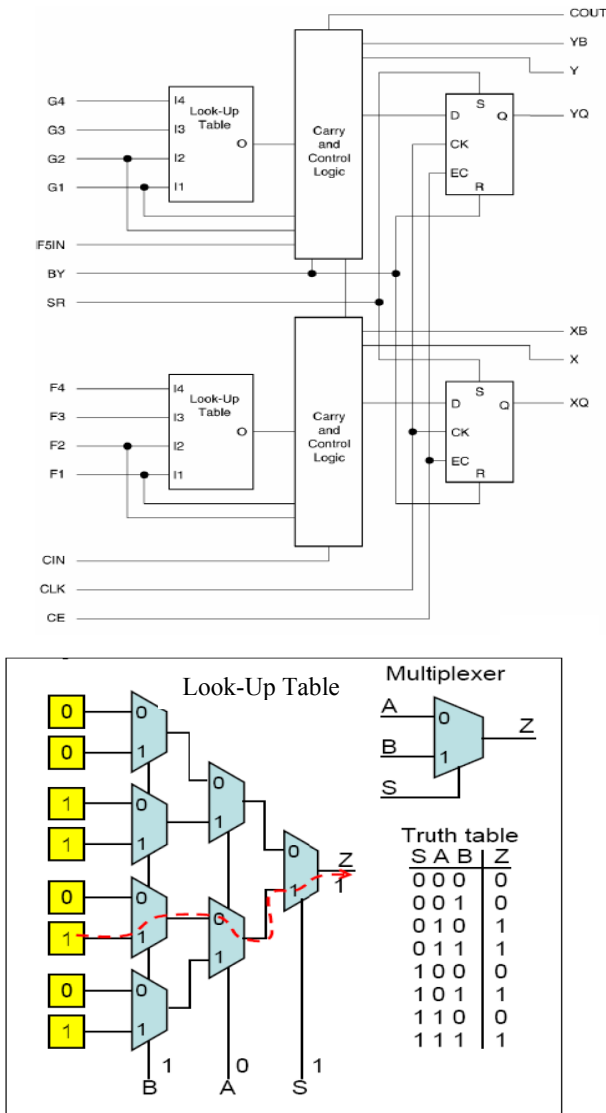 COUT
YB
Y
G4 I4 Look-Up Table S
G3 I3 D Q YQ
G2 I2 O Carry and Control Logic CK
G1 I1 EC
R
F5IN
BY
SR
XB
X
F4 I4 Look-Up Table S
F3 I3 D Q XQ
F2 I2 O Carry and Control Logic CK
F1 I1 EC
R
CIN
CLK
CE
Look-Up Table
0 0
0 1
1 0
1 1
0 0
1 1
0 0
1 1
0
1
0
1
0
1
Z
1
1 0 1
B A S
Multiplexer
A 0
Z
B 1
S
Truth table
S A B Z
0 0 0 0
0 0 1 0
0 1 0 1
0 1 1 1
1 0 0 0
1 0 1 1
1 1 0 0
1 1 1 1